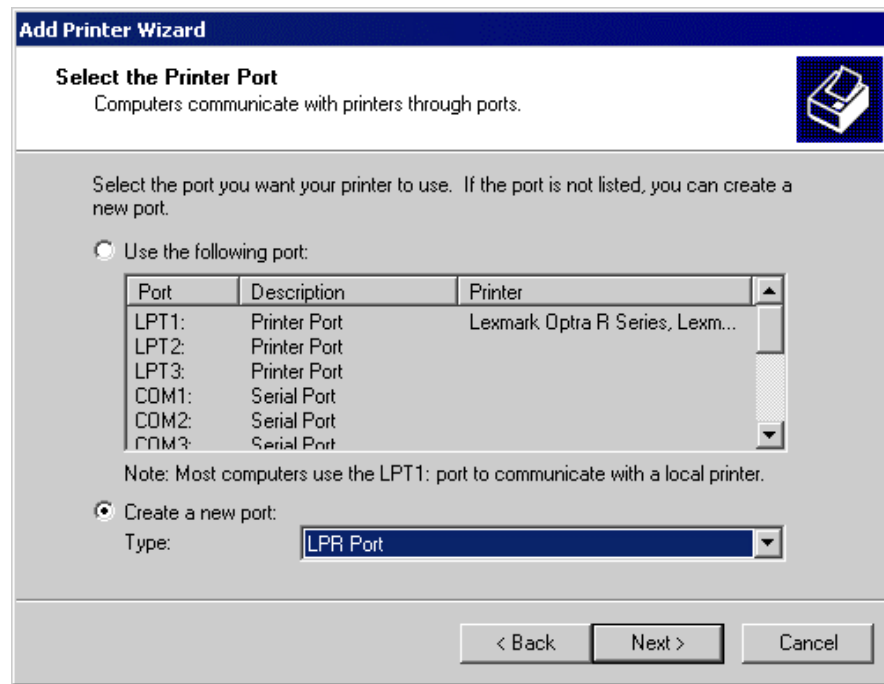 Add Printer Wizard
Select the Printer Port
Computers communicate with printers through ports.
Select the port you want your printer to use. If the port is not listed, you can create a
new port.
Use the following port:
Port Description Printer
LPT1: Printer Port Lexmark Optra R Series, Lexm...
LPT2: Printer Port
LPT3: Printer Port
COM1: Serial Port
COM2: Serial Port
COM3: Serial Port
Note: Most computers use the LPT1: port to communicate with a local printer.
Create a new port:
Type: LPR Port
< Back Next > Cancel